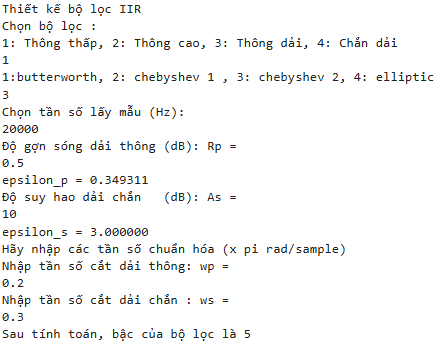 Thiết kế bộ lọc IIR
Chọn bộ lọc :
1: Thông thấp, 2: Thông cao, 3: Thông dải, 4: Chắn dải
1
1:butterworth, 2: chebyshev 1 , 3: chebyshev 2, 4: elliptic
3
Chọn tần số lấy mẫu (Hz):
20000
Độ gợn sóng dải thông (dB): Rp =
0.5
epsilon_p = 0.349311
Độ suy hao dải chắn   (dB): As =
10
epsilon_s = 3.000000
Hãy nhập các tần số chuẩn hóa (x pi rad/sample)
Nhập tần số cắt dải thông: wp =
0.2
Nhập tần số cắt dải chắn : ws =
0.3
Sau tính toán, bậc của bộ lọc là 5